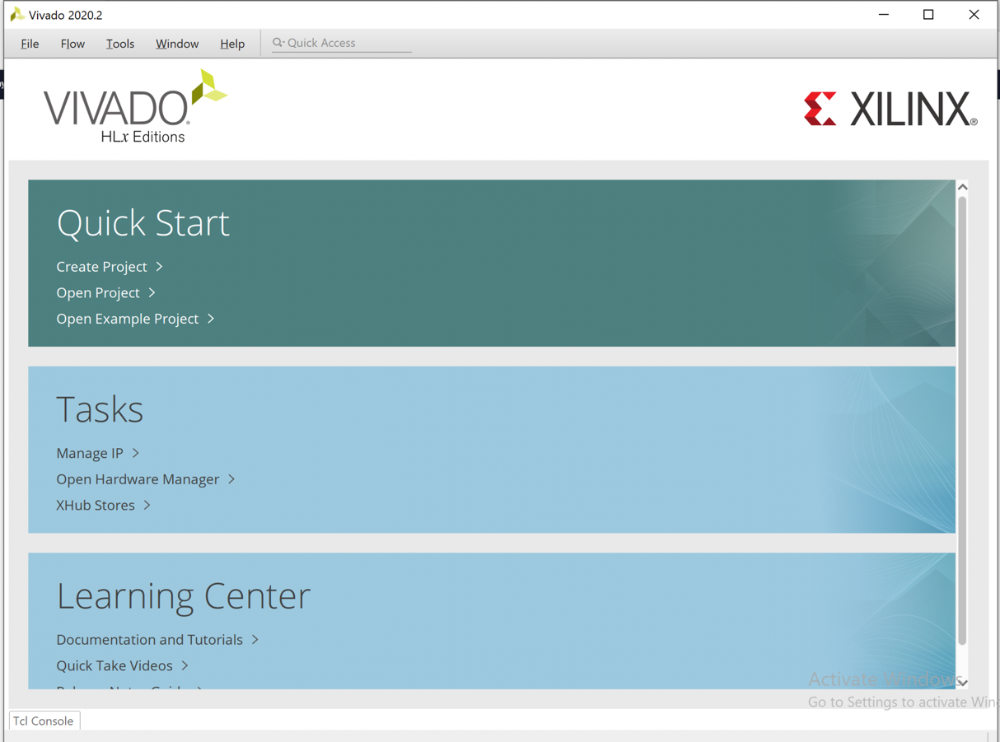 Vivado 2020.2
File Flow Tools Window Help Quick Access
VIVADO®
HLx Editions
XILINX®
Quick Start
Create Project
Open Project
Open Example Project
Tasks
Manage IP
Open Hardware Manager
XHub Stores
Learning Center
Documentation and Tutorials
Quick Take Videos
Activate Windows
Go to Settings to activate Win
Tcl Console